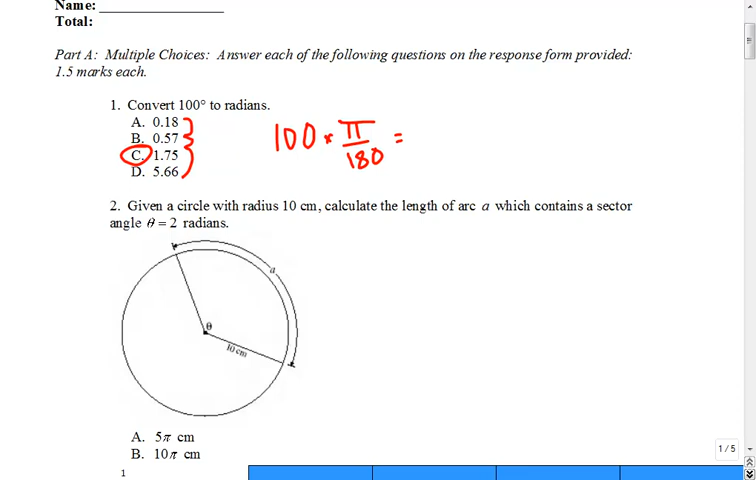 Name: ____________________
Total:
Part A: Multiple Choices: Answer each of the following questions on the response form provided:
1.5 marks each.
1. Convert 100° to radians.
A. 0.18
B. 0.57
C. 1.75
D. 5.66
100 * π/180 =
2. Given a circle with radius 10 cm, calculate the length of arc a which contains a sector
angle θ = 2 radians.
a
θ
10 cm
A. 5π cm
B. 10π cm
1
1 / 5